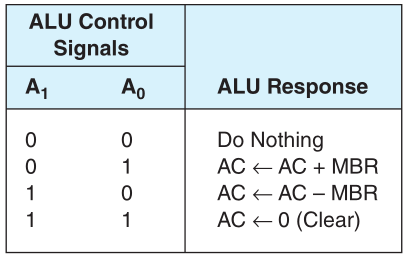 ALU Control
Signals
A₁ A₀ ALU Response
0 0 Do Nothing
0 1 AC ← AC + MBR
1 0 AC ← AC – MBR
1 1 AC ← 0 (Clear)